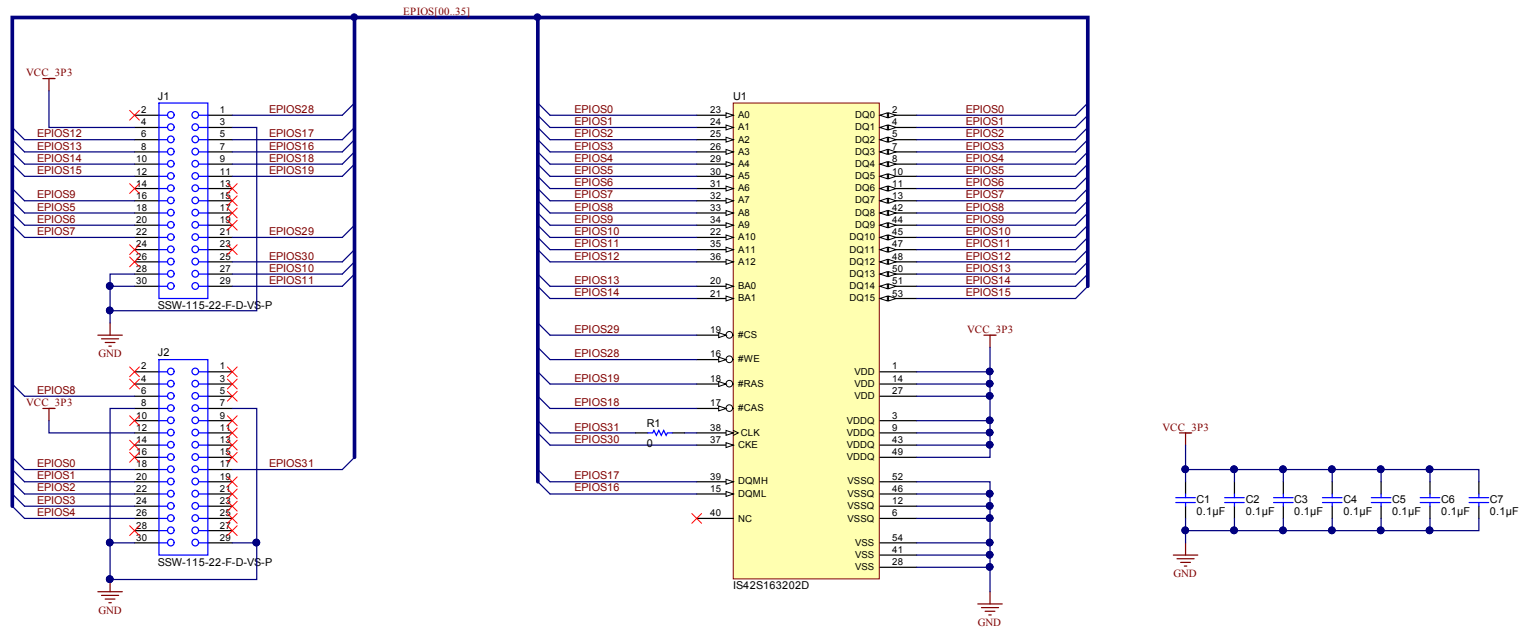 EPIOS[00..35]
VCC_3P3
J1
2 1 EPIOS28
4 3
EPIOS12 6 5 EPIOS17
EPIOS13 8 7 EPIOS16
EPIOS14 10 9 EPIOS18
EPIOS15 12 11 EPIOS19
14 13
EPIOS9 16 15
EPIOS5 18 17
EPIOS6 20 19
EPIOS7 22 21 EPIOS29
24 23
26 25 EPIOS30
28 27 EPIOS10
30 29 EPIOS11
SSW-115-22-F-D-VS-P
GND
J2
2 1
4 3
EPIOS8 6 5
VCC_3P3
8 7
10 9
12 11
14 13
16 15
EPIOS0 18 17 EPIOS31
EPIOS1 20 19
EPIOS2 22 21
EPIOS3 24 23
EPIOS4 26 25
28 27
30 29
SSW-115-22-F-D-VS-P
GND
U1
EPIOS0 23 A0 DQ0 2 EPIOS0
EPIOS1 24 A1 DQ1 4 EPIOS1
EPIOS2 25 A2 DQ2 5 EPIOS2
EPIOS3 26 A3 DQ3 7 EPIOS3
EPIOS4 29 A4 DQ4 8 EPIOS4
EPIOS5 30 A5 DQ5 10 EPIOS5
EPIOS6 31 A6 DQ6 11 EPIOS6
EPIOS7 32 A7 DQ7 13 EPIOS7
EPIOS8 33 A8 DQ8 42 EPIOS8
EPIOS9 34 A9 DQ9 44 EPIOS9
EPIOS10 22 A10 DQ10 45 EPIOS10
EPIOS11 35 A11 DQ11 47 EPIOS11
EPIOS12 36 A12 DQ12 48 EPIOS12
DQ13 50 EPIOS13
EPIOS13 20 BA0 DQ14 51 EPIOS14
EPIOS14 21 BA1 DQ15 53 EPIOS15
VCC_3P3
EPIOS29 19 #CS
EPIOS28 16 #WE
VDD 1
EPIOS19 18 #RAS VDD 14
VDD 27
EPIOS18 17 #CAS
VDDQ 3
R1
EPIOS31 0 38 CLK VDDQ 9
EPIOS30 37 CKE VDDQ 43
VDDQ 49
EPIOS17 39 DQMH VSSQ 52
EPIOS16 15 DQML VSSQ 46
VSSQ 12
40 NC VSSQ 6
VSS 54
VSS 41
VSS 28
IS42S163202D
GND
VCC_3P3
C1 C2 C3 C4 C5 C6 C7
0.1µF 0.1µF 0.1µF 0.1µF 0.1µF 0.1µF 0.1µF
GND